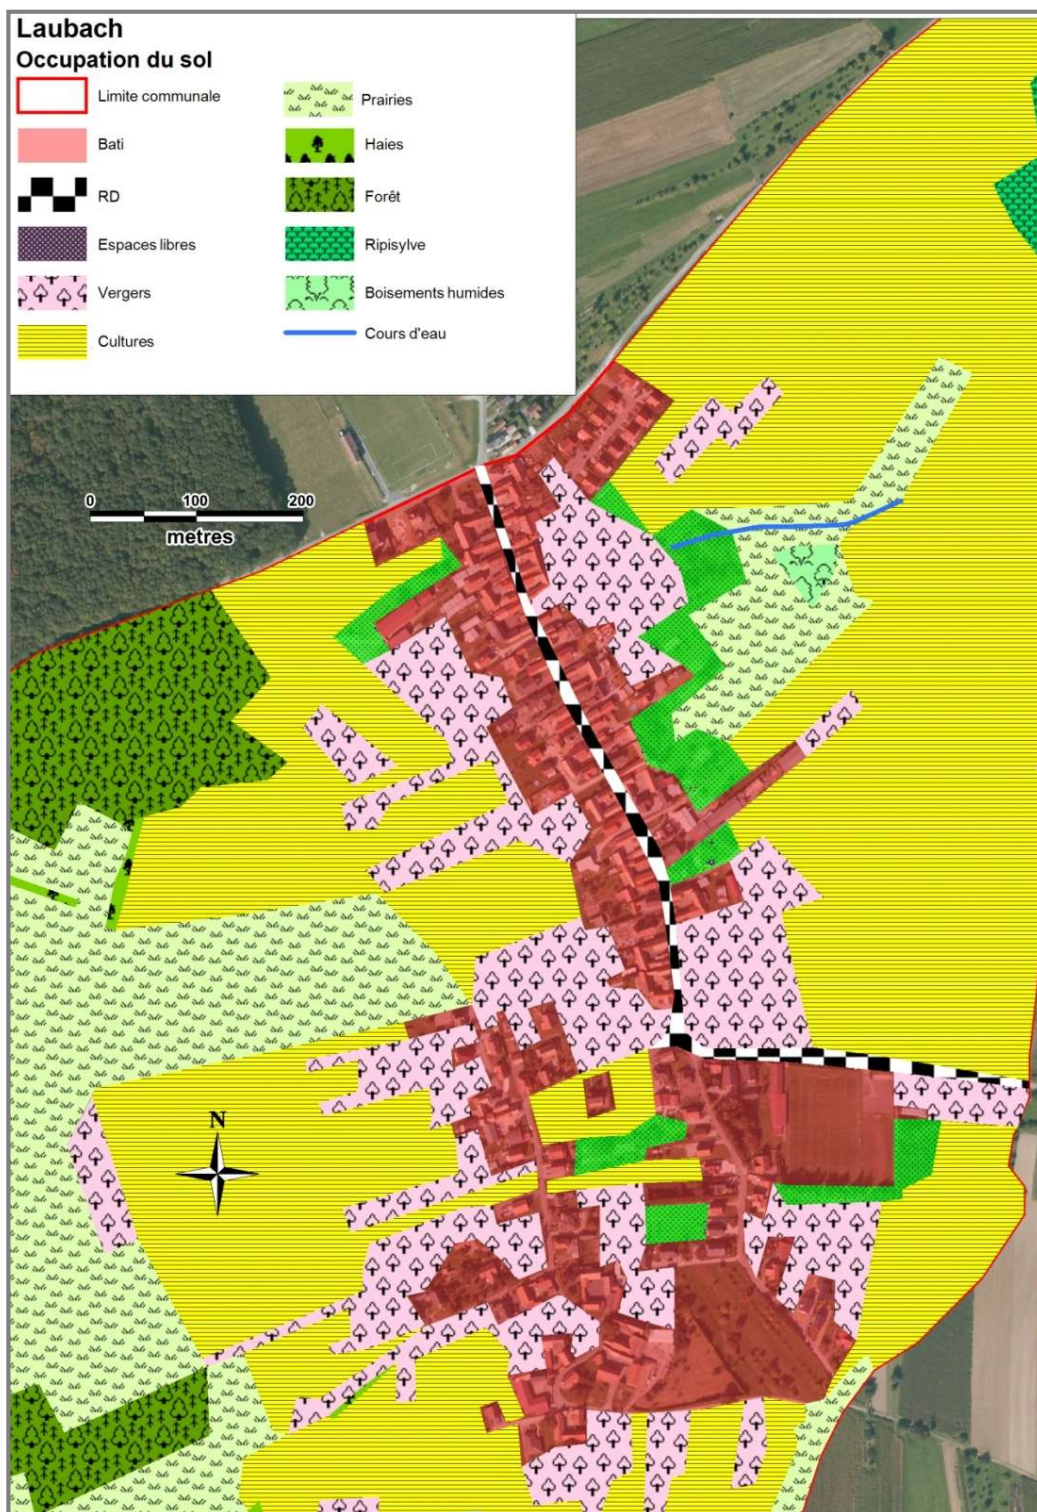 Laubach
Occupation du sol
Limite communale
Bati
RD
Espaces libres
Vergers
Cultures
Prairies
Haies
Forêt
Ripisylve
Boisements humides
Cours d'eau
0 100 200
metres
N